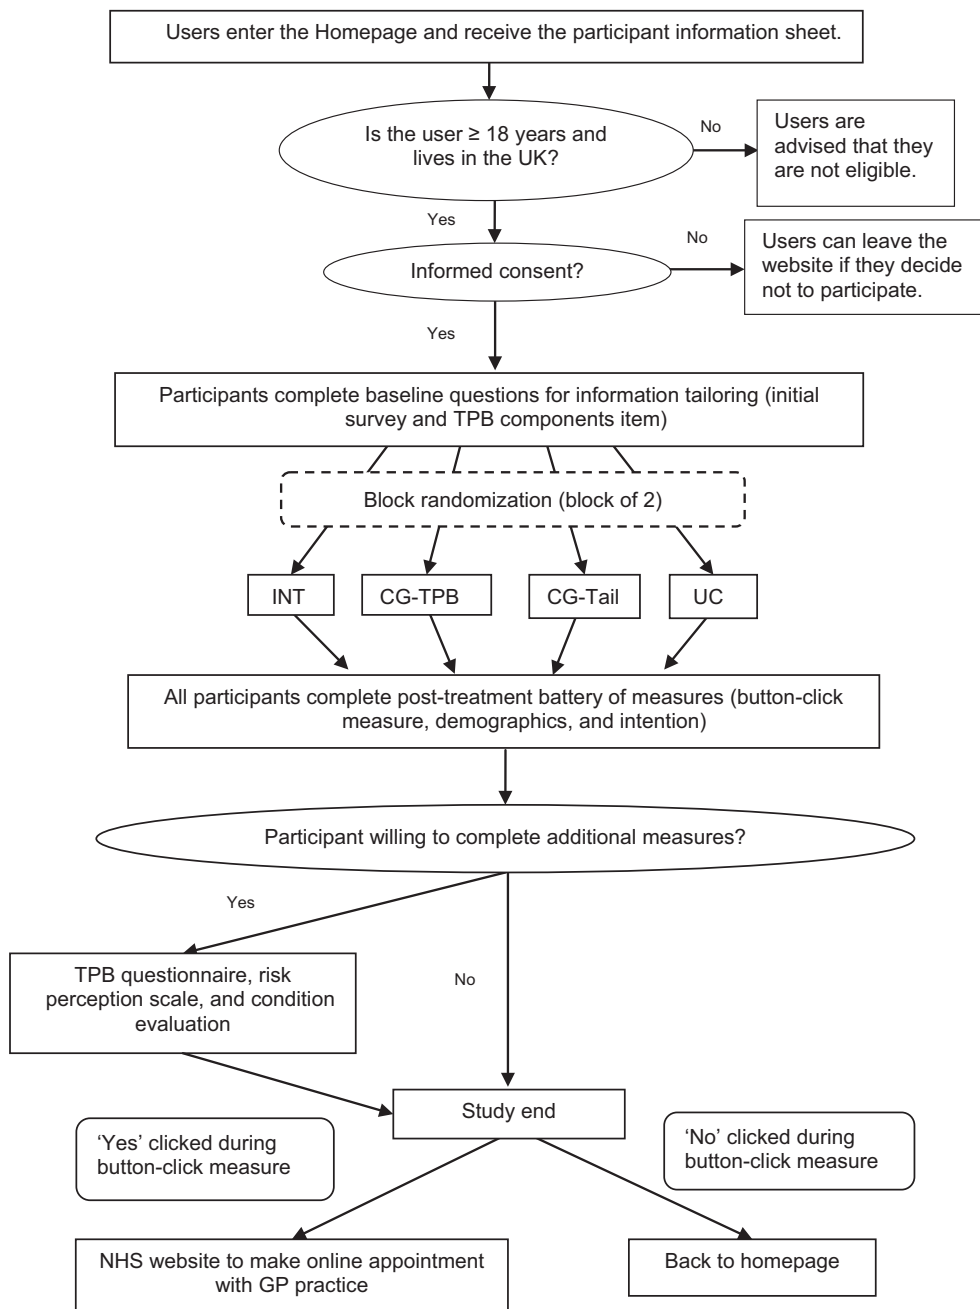 Users enter the Homepage and receive the participant information sheet.
Is the user ≥ 18 years and
lives in the UK?
No
Users are
advised that they
are not eligible.
Yes
Informed consent?
No
Users can leave the
website if they decide
not to participate.
Yes
Participants complete baseline questions for information tailoring (initial
survey and TPB components item)
Block randomization (block of 2)
INT
CG-TPB
CG-Tail
UC
All participants complete post-treatment battery of measures (button-click
measure, demographics, and intention)
Participant willing to complete additional measures?
Yes
No
TPB questionnaire, risk
perception scale, and condition
evaluation
Study end
‘Yes’ clicked during
button-click measure
‘No’ clicked during
button-click measure
NHS website to make online appointment
with GP practice
Back to homepage